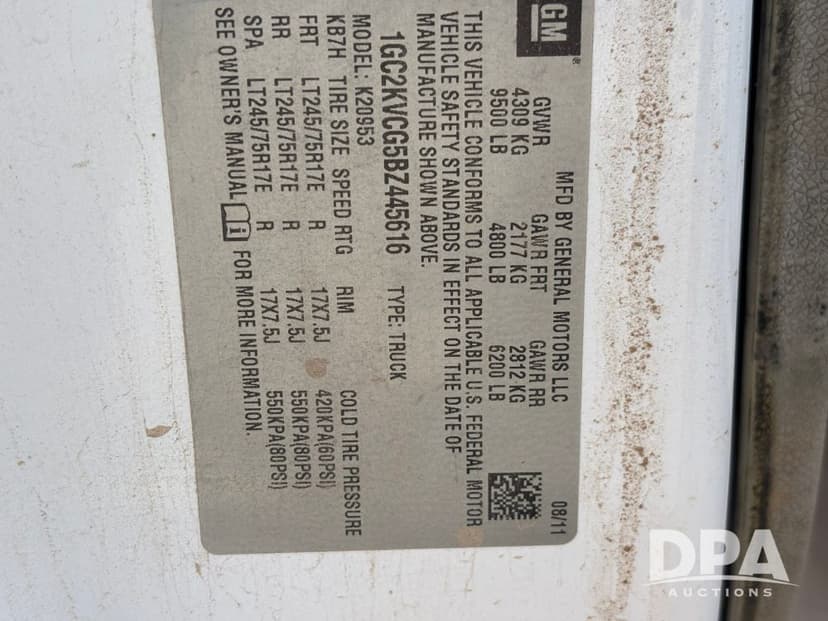 GM
MFD BY GENERAL MOTORS LLC 08/11
GVWR GAWR FRT GAWR RR
4309 KG 2177 KG 2812 KG
9500 LB 4800 LB 6200 LB
THIS VEHICLE CONFORMS TO ALL APPLICABLE U.S. FEDERAL MOTOR
VEHICLE SAFETY STANDARDS IN EFFECT ON THE DATE OF
MANUFACTURE SHOWN ABOVE.
1GC2KVCG5BZ445616 TYPE: TRUCK
MODEL: K20953
KB7H TIRE SIZE SPEED RTG RIM COLD TIRE PRESSURE
FRT LT245/75R17E R 17X7.5J 420KPA(60PSI)
RR LT245/75R17E R 17X7.5J 550KPA(80PSI)
SPA LT245/75R17E R 17X7.5J 550KPA(80PSI)
SEE OWNER'S MANUAL i FOR MORE INFORMATION.
DPA
AUCTIONS